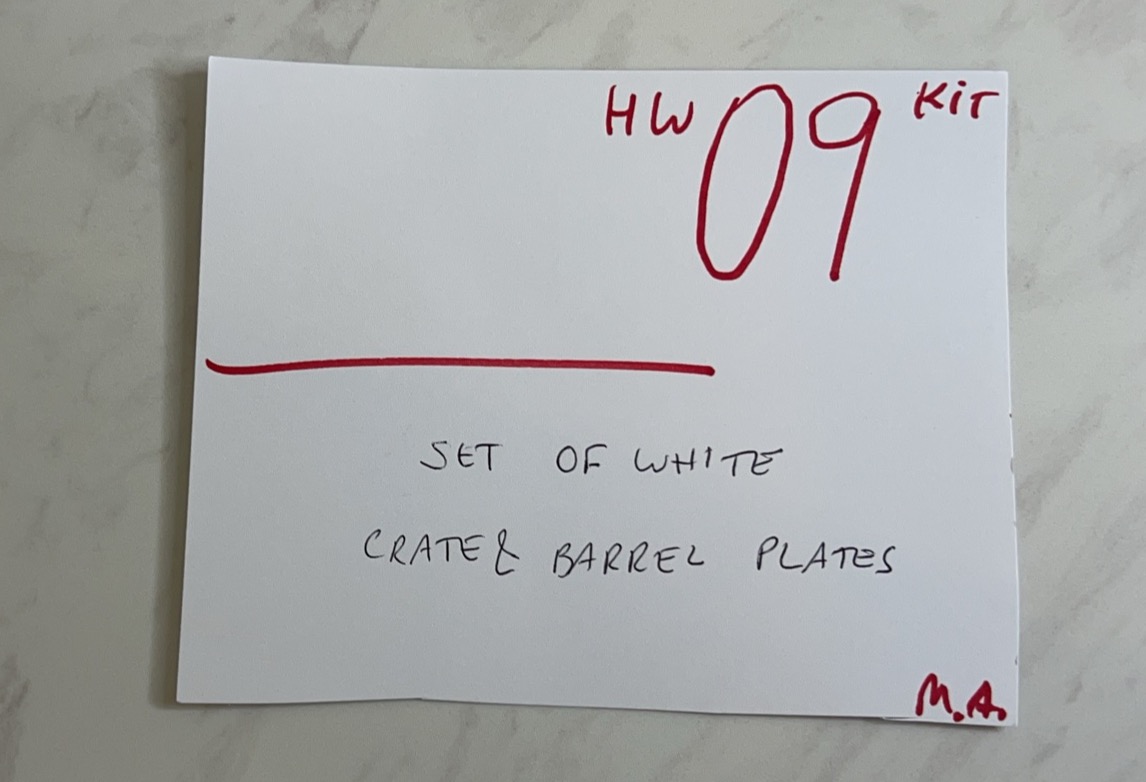 HW 09 KiT
SET OF WHITE
CRATE & BARREL PLATES
M.A.